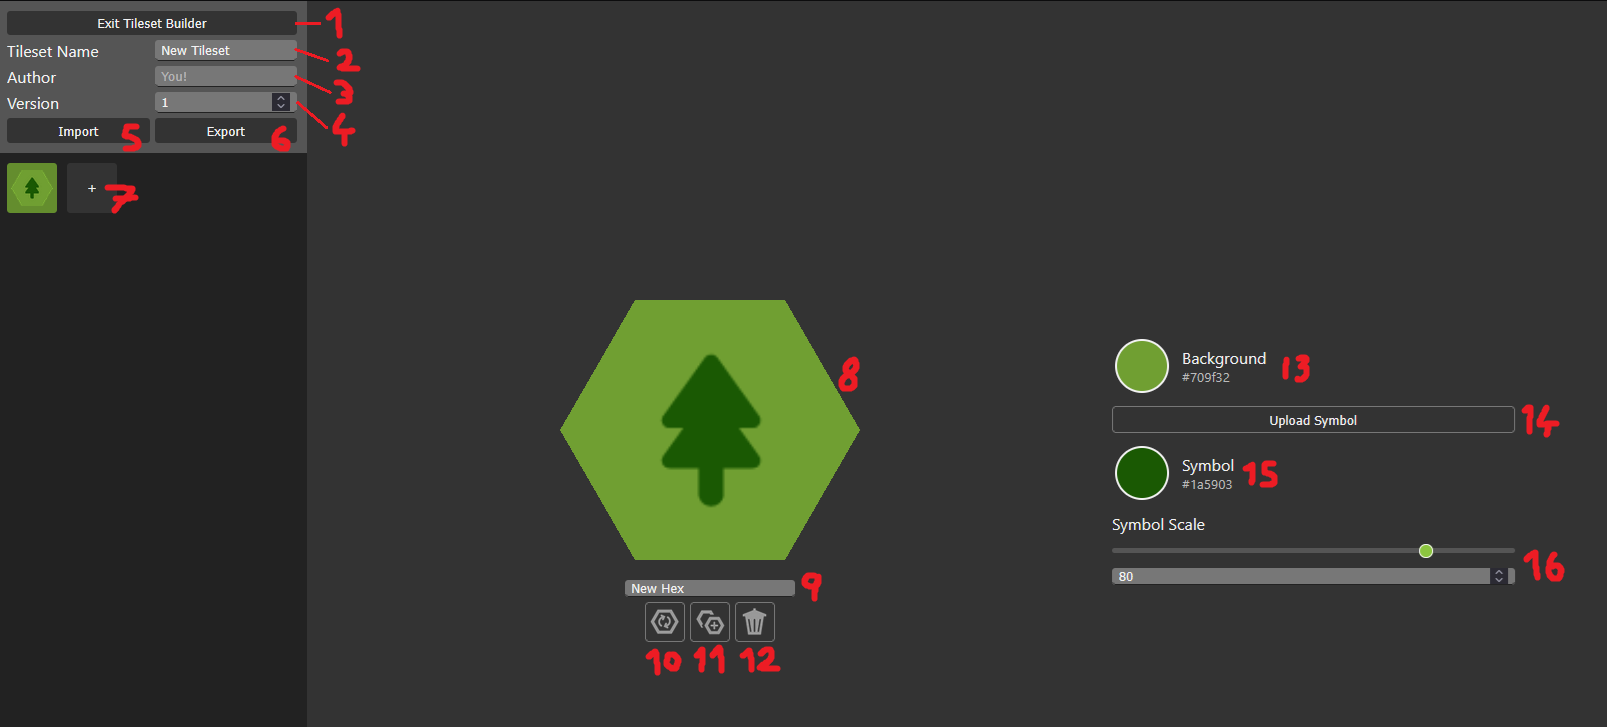 Exit Tileset Builder 1
Tileset Name New Tileset 2
Author You! 3
Version 1 4
Import 5 Export 6
+ 7
8
Background 13
#709f32
Upload Symbol 14
Symbol 15
#1a5903
Symbol Scale
80 16
New Hex 9
10 11 12